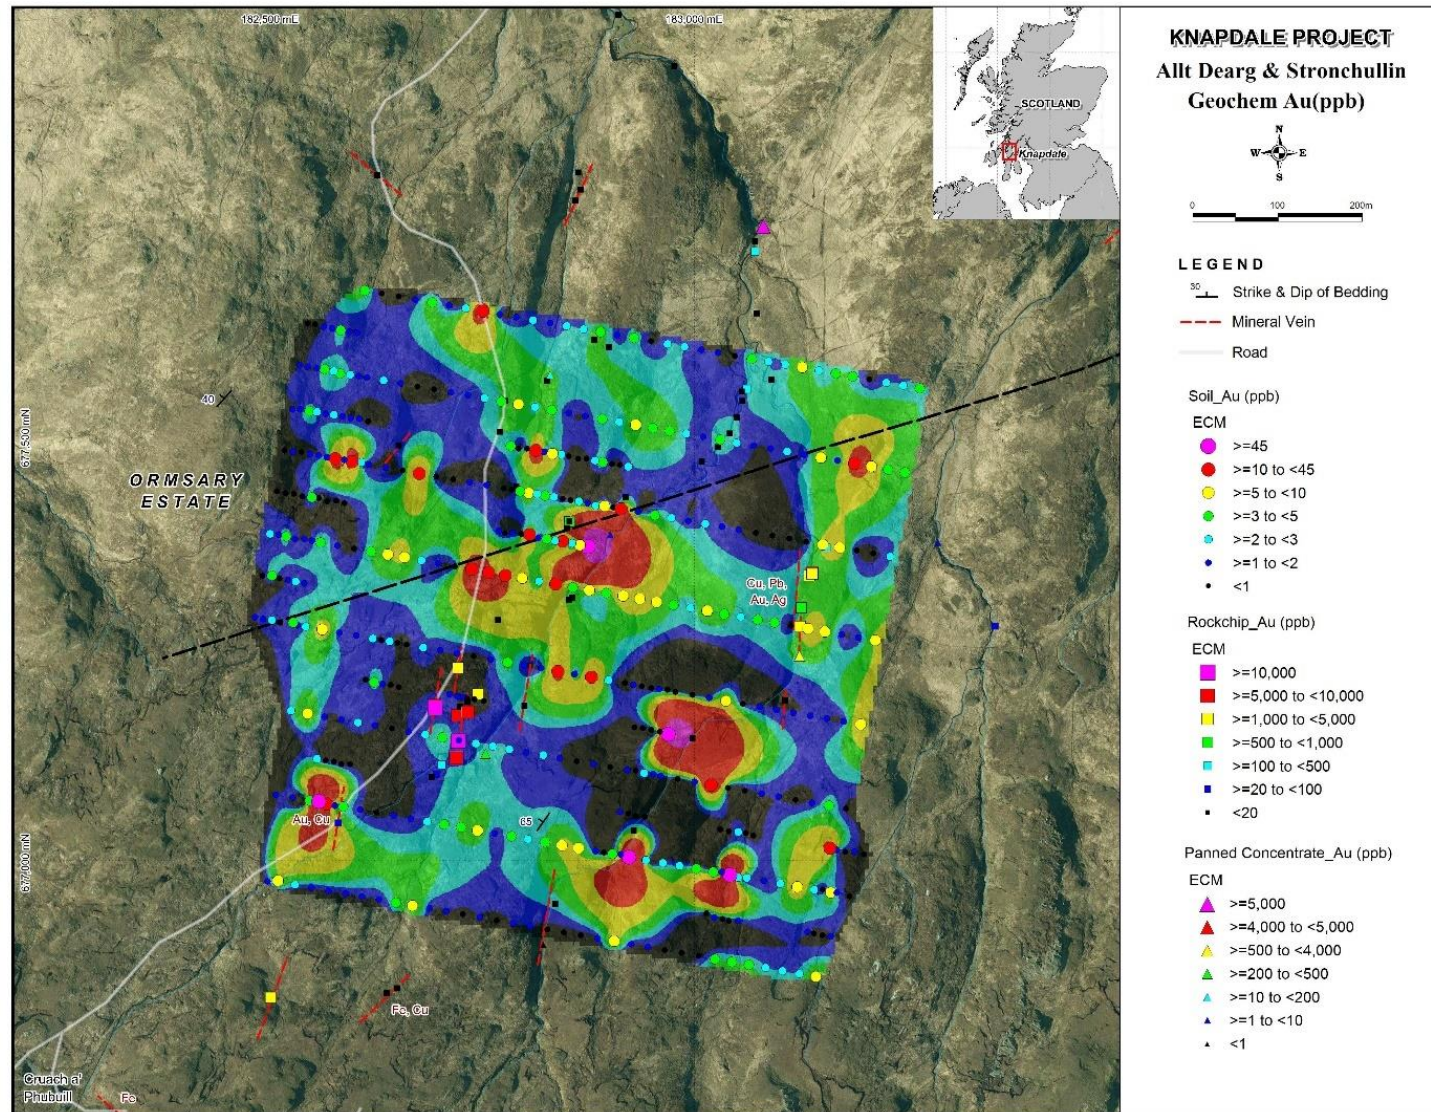 182,500 mE
183,000 mE
677,500 mN
677,000 mN
SCOTLAND
Knapdale
40
ORMSARY
ESTATE
Cu, Pb,
Au, Ag
Au, Cu
65
Fe, Cu
Cruach a'
Phubuill
Fe
KNAPDALE PROJECT
Allt Dearg & Stronchullin
Geochem Au(ppb)
N
W E
S
0 100 200m
LEGEND
30 Strike & Dip of Bedding
Mineral Vein
Road
Soil_Au (ppb)
ECM
>=45
>=10 to <45
>=5 to <10
>=3 to <5
>=2 to <3
>=1 to <2
<1
Rockchip_Au (ppb)
ECM
>=10,000
>=5,000 to <10,000
>=1,000 to <5,000
>=500 to <1,000
>=100 to <500
>=20 to <100
<20
Panned Concentrate_Au (ppb)
ECM
>=5,000
>=4,000 to <5,000
>=500 to <4,000
>=200 to <500
>=10 to <200
>=1 to <10
<1